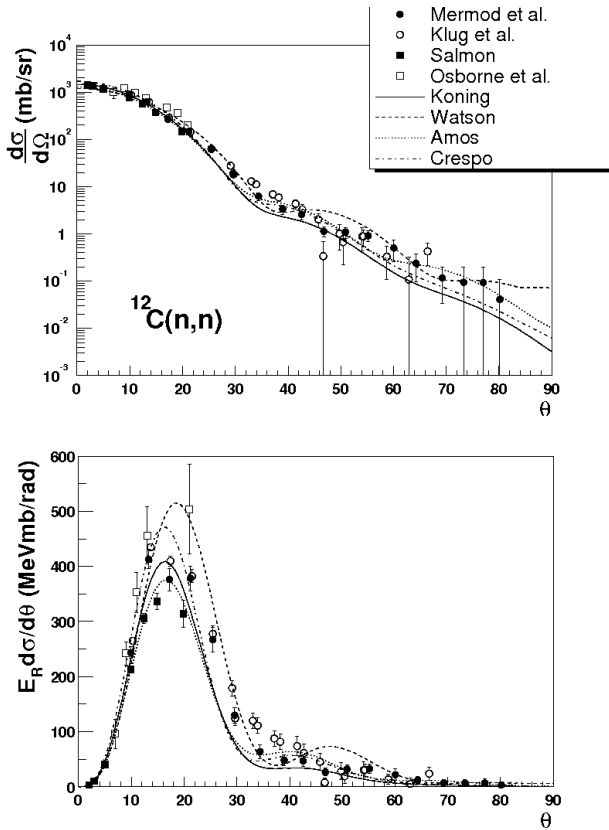 Mermod et al.
Klug et al.
Salmon
Osborne et al.
Koning
Watson
Amos
Crespo
dσ/dΩ (mb/sr)
10⁴
10³
10²
10
1
10⁻¹
10⁻²
10⁻³
¹²C(n,n)
0 10 20 30 40 50 60 70 80 90
θ
E_R dσ/dθ (MeVmb/rad)
600
500
400
300
200
100
0
0 10 20 30 40 50 60 70 80 90
θ